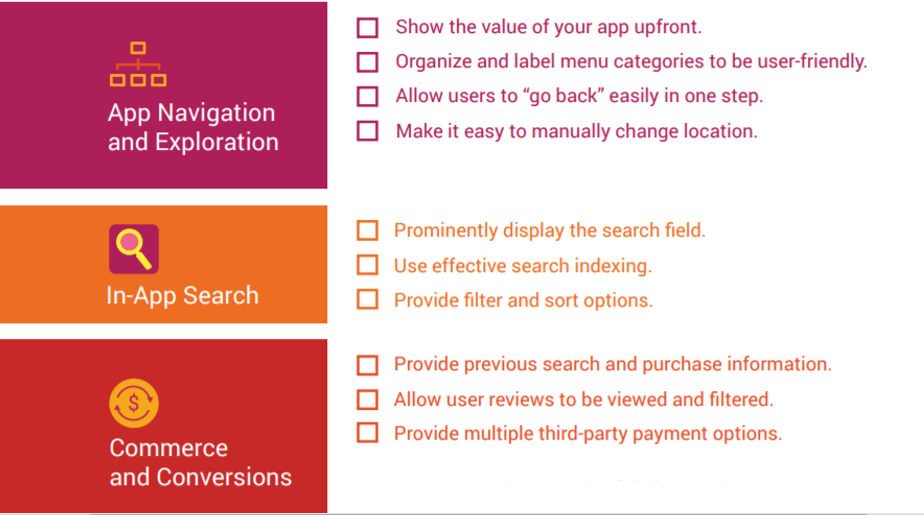 App Navigation
and Exploration
Show the value of your app upfront.
Organize and label menu categories to be user-friendly.
Allow users to “go back” easily in one step.
Make it easy to manually change location.
In-App Search
Prominently display the search field.
Use effective search indexing.
Provide filter and sort options.
$
Commerce
and Conversions
Provide previous search and purchase information.
Allow user reviews to be viewed and filtered.
Provide multiple third-party payment options.